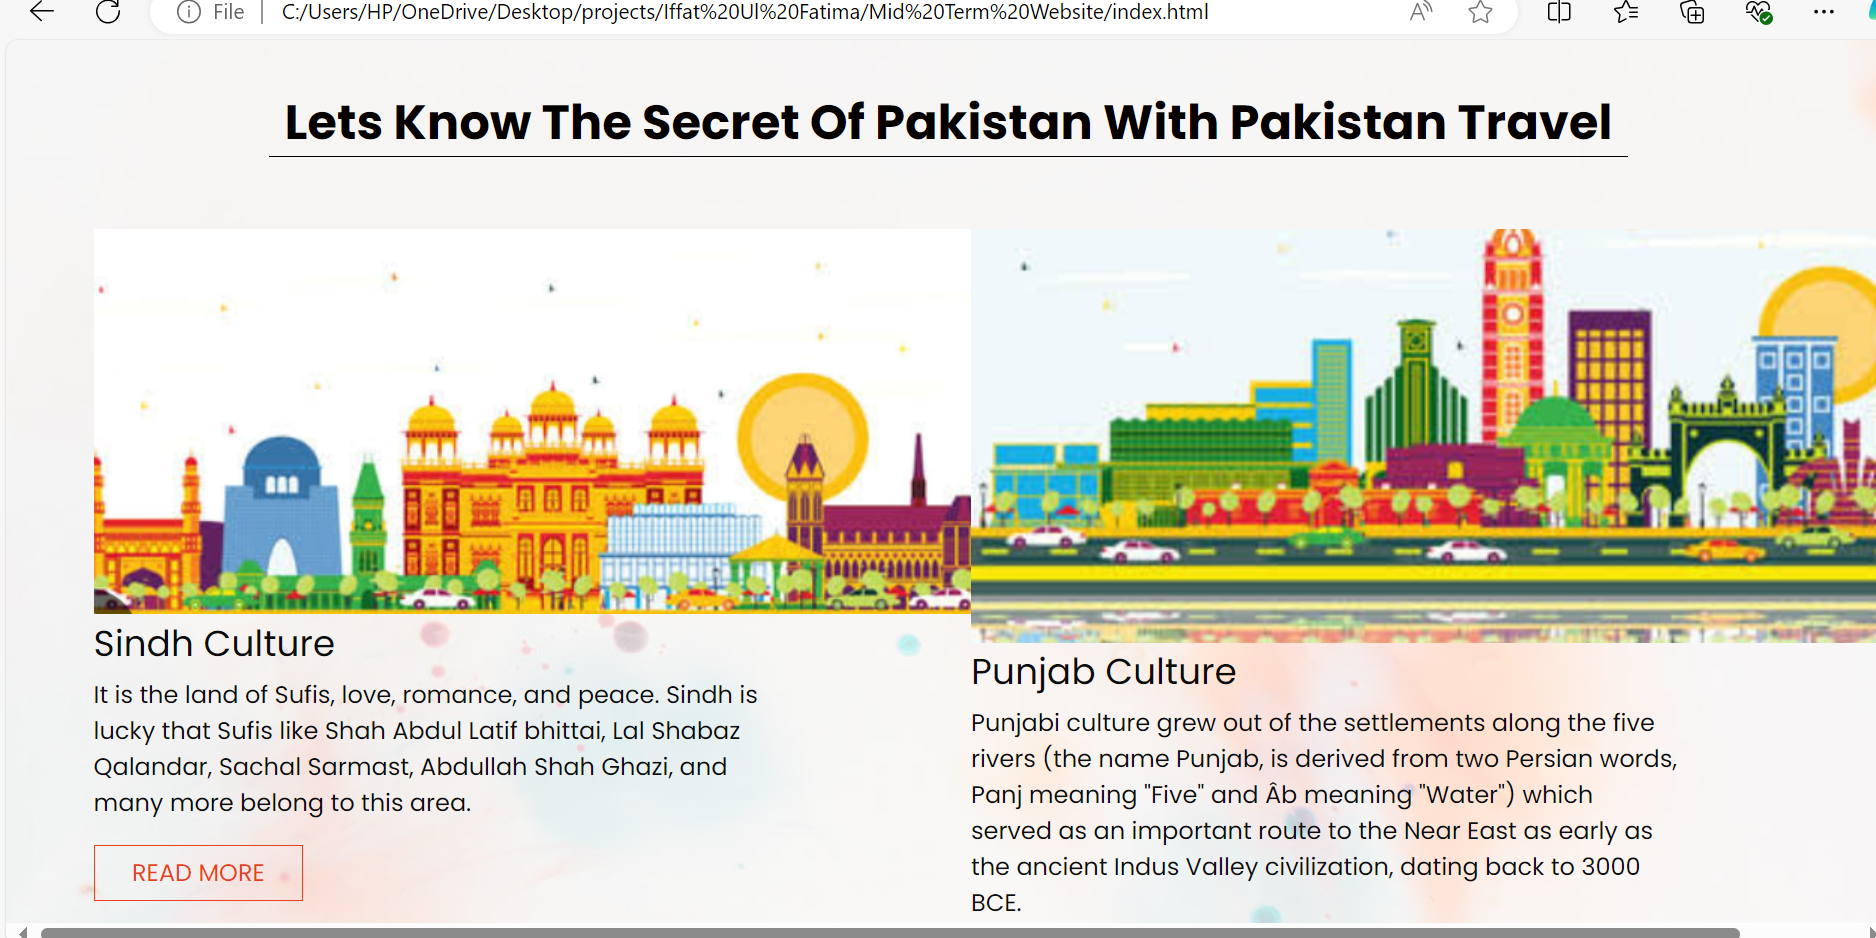 File
C:/Users/HP/OneDrive/Desktop/projects/Iffat%20Ul%20Fatima/Mid%20Term%20Website/index.html
Lets Know The Secret Of Pakistan With Pakistan Travel
Sindh Culture
It is the land of Sufis, love, romance, and peace. Sindh is
lucky that Sufis like Shah Abdul Latif bhittai, Lal Shabaz
Qalandar, Sachal Sarmast, Abdullah Shah Ghazi, and
many more belong to this area.
READ MORE
Punjab Culture
Punjabi culture grew out of the settlements along the five
rivers (the name Punjab, is derived from two Persian words,
Panj meaning "Five" and Âb meaning "Water") which
served as an important route to the Near East as early as
the ancient Indus Valley civilization, dating back to 3000
BCE.